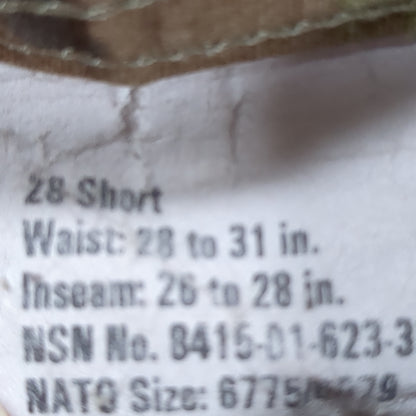 28 Short
Waist: 28 to 31 in.
Inseam: 26 to 28 in.
NSN No. 8415-01-623-3
NATO Size: